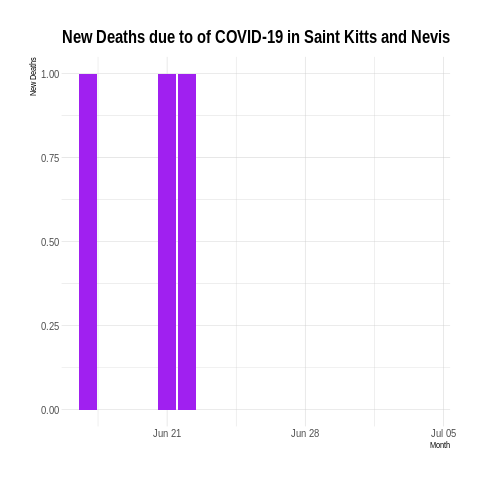 New Deaths due to of COVID-19 in Saint Kitts and Nevis
New Deaths
1.00
0.75
0.50
0.25
0.00
Jun 21 Jun 28 Jul 05
Month